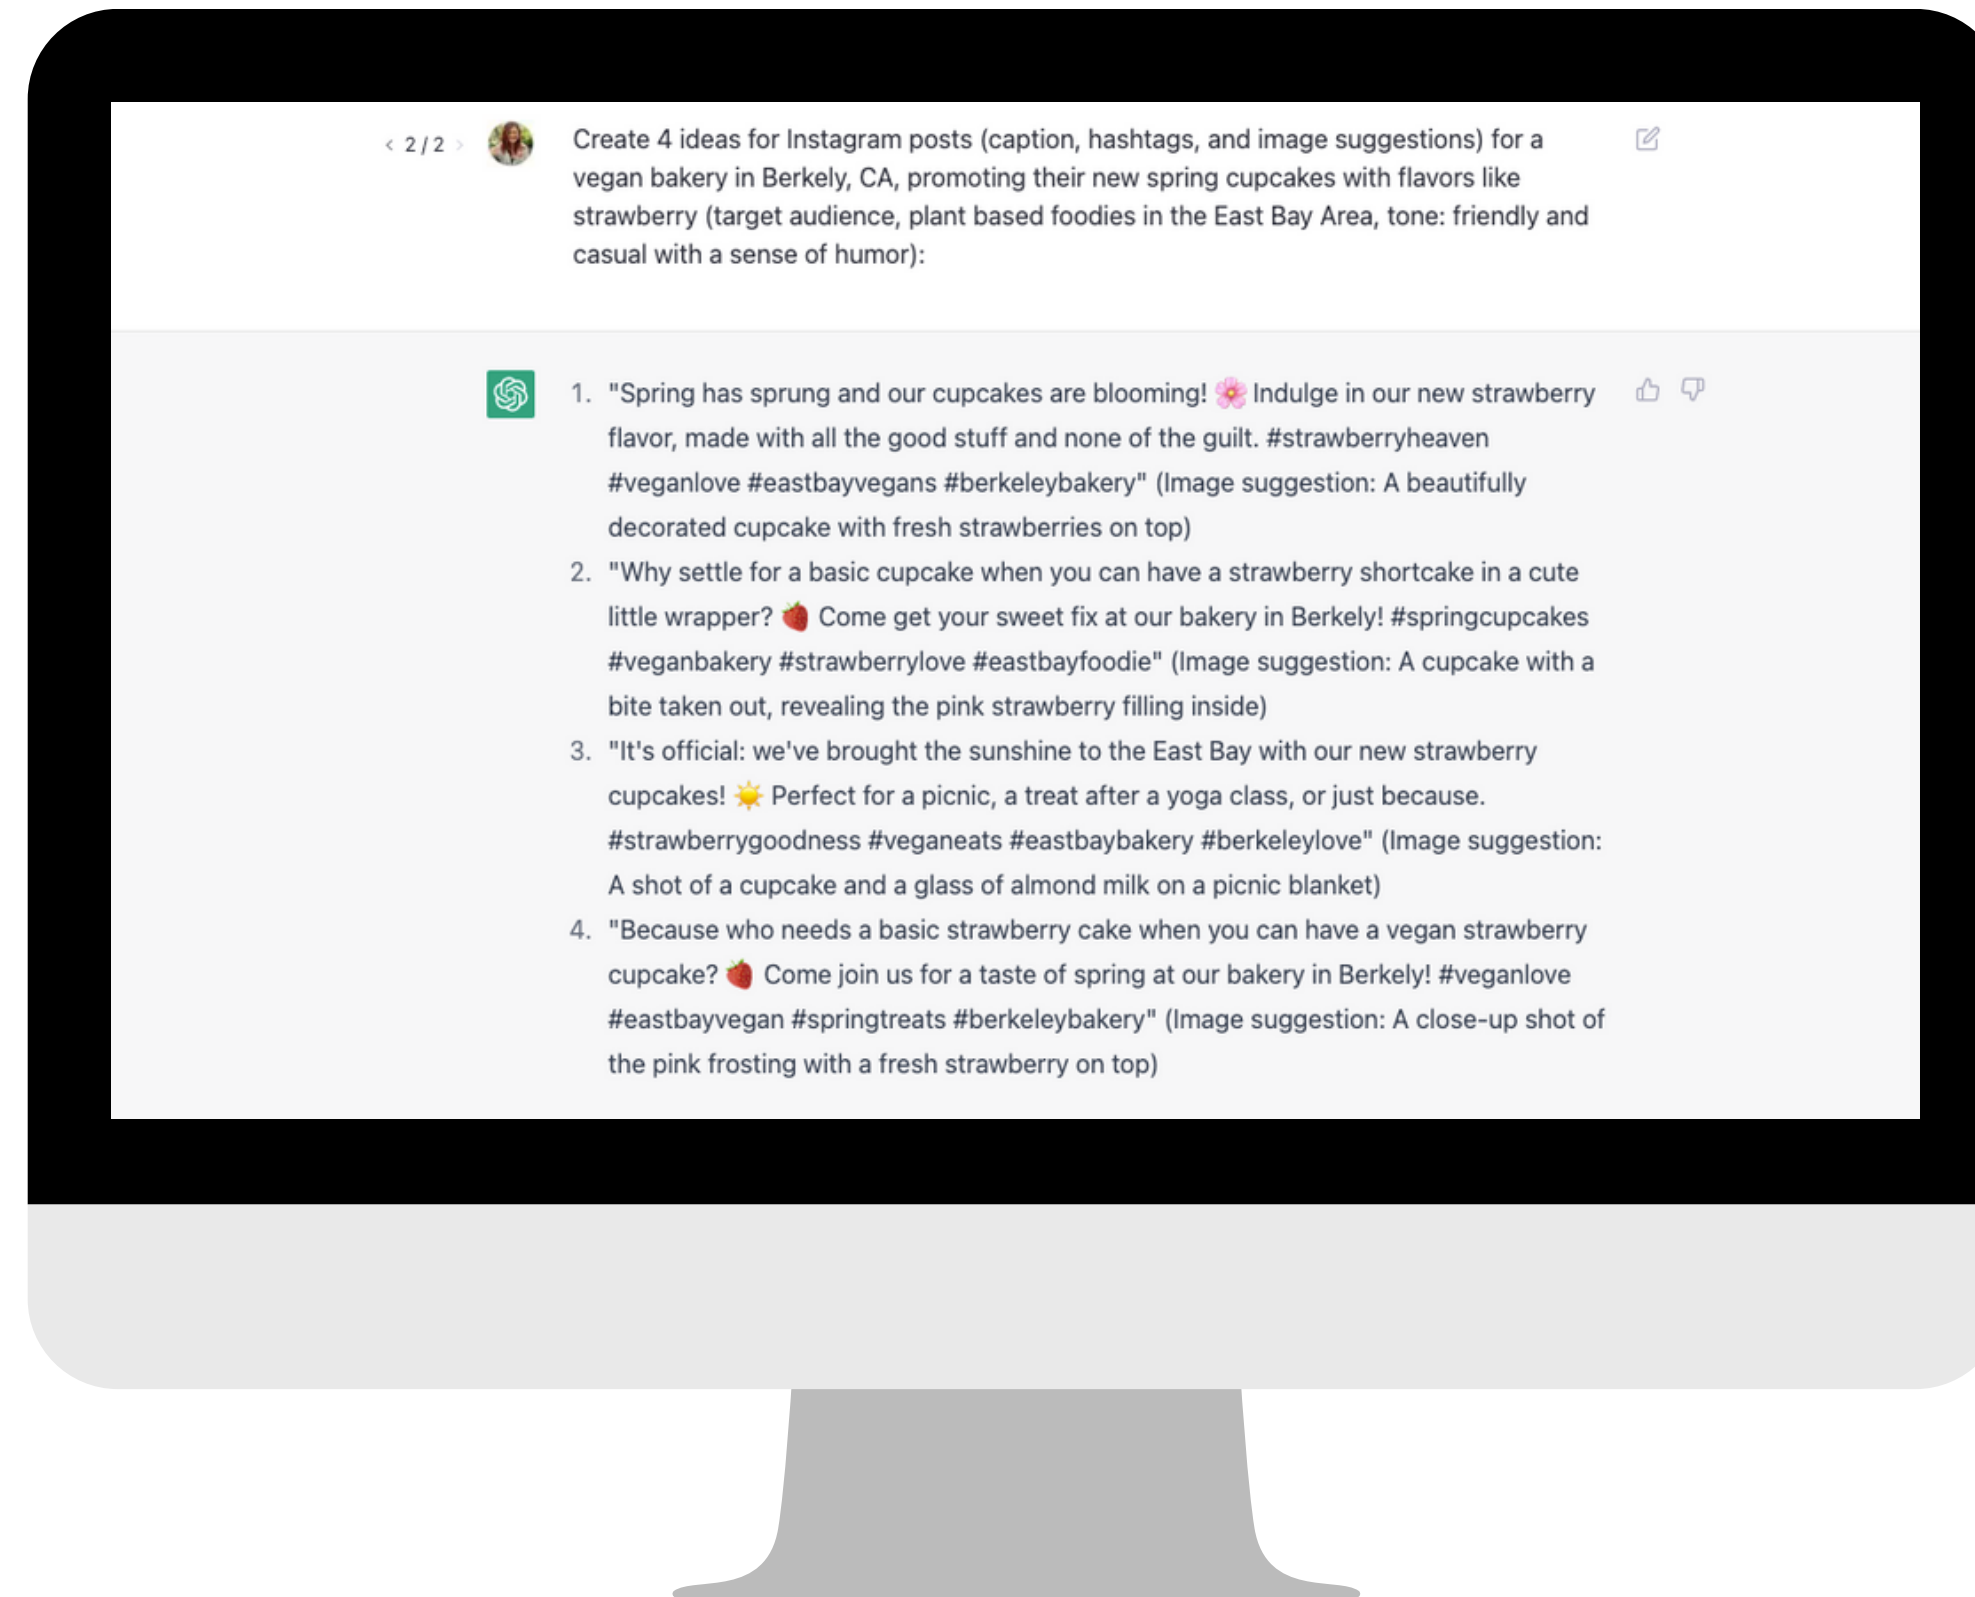 < 2 / 2 >
Create 4 ideas for Instagram posts (caption, hashtags, and image suggestions) for a
vegan bakery in Berkely, CA, promoting their new spring cupcakes with flavors like
strawberry (target audience, plant based foodies in the East Bay Area, tone: friendly and
casual with a sense of humor):
1. "Spring has sprung and our cupcakes are blooming! 🌸 Indulge in our new strawberry
flavor, made with all the good stuff and none of the guilt. #strawberryheaven
#veganlove #eastbayvegans #berkeleybakery" (Image suggestion: A beautifully
decorated cupcake with fresh strawberries on top)
2. "Why settle for a basic cupcake when you can have a strawberry shortcake in a cute
little wrapper? 🍓 Come get your sweet fix at our bakery in Berkely! #springcupcakes
#veganbakery #strawberrylove #eastbayfoodie" (Image suggestion: A cupcake with a
bite taken out, revealing the pink strawberry filling inside)
3. "It's official: we've brought the sunshine to the East Bay with our new strawberry
cupcakes! ☀️ Perfect for a picnic, a treat after a yoga class, or just because.
#strawberrygoodness #veganeats #eastbaybakery #berkeleylove" (Image suggestion:
A shot of a cupcake and a glass of almond milk on a picnic blanket)
4. "Because who needs a basic strawberry cake when you can have a vegan strawberry
cupcake? 🍓 Come join us for a taste of spring at our bakery in Berkely! #veganlove
#eastbayvegan #springtreats #berkeleybakery" (Image suggestion: A close-up shot of
the pink frosting with a fresh strawberry on top)